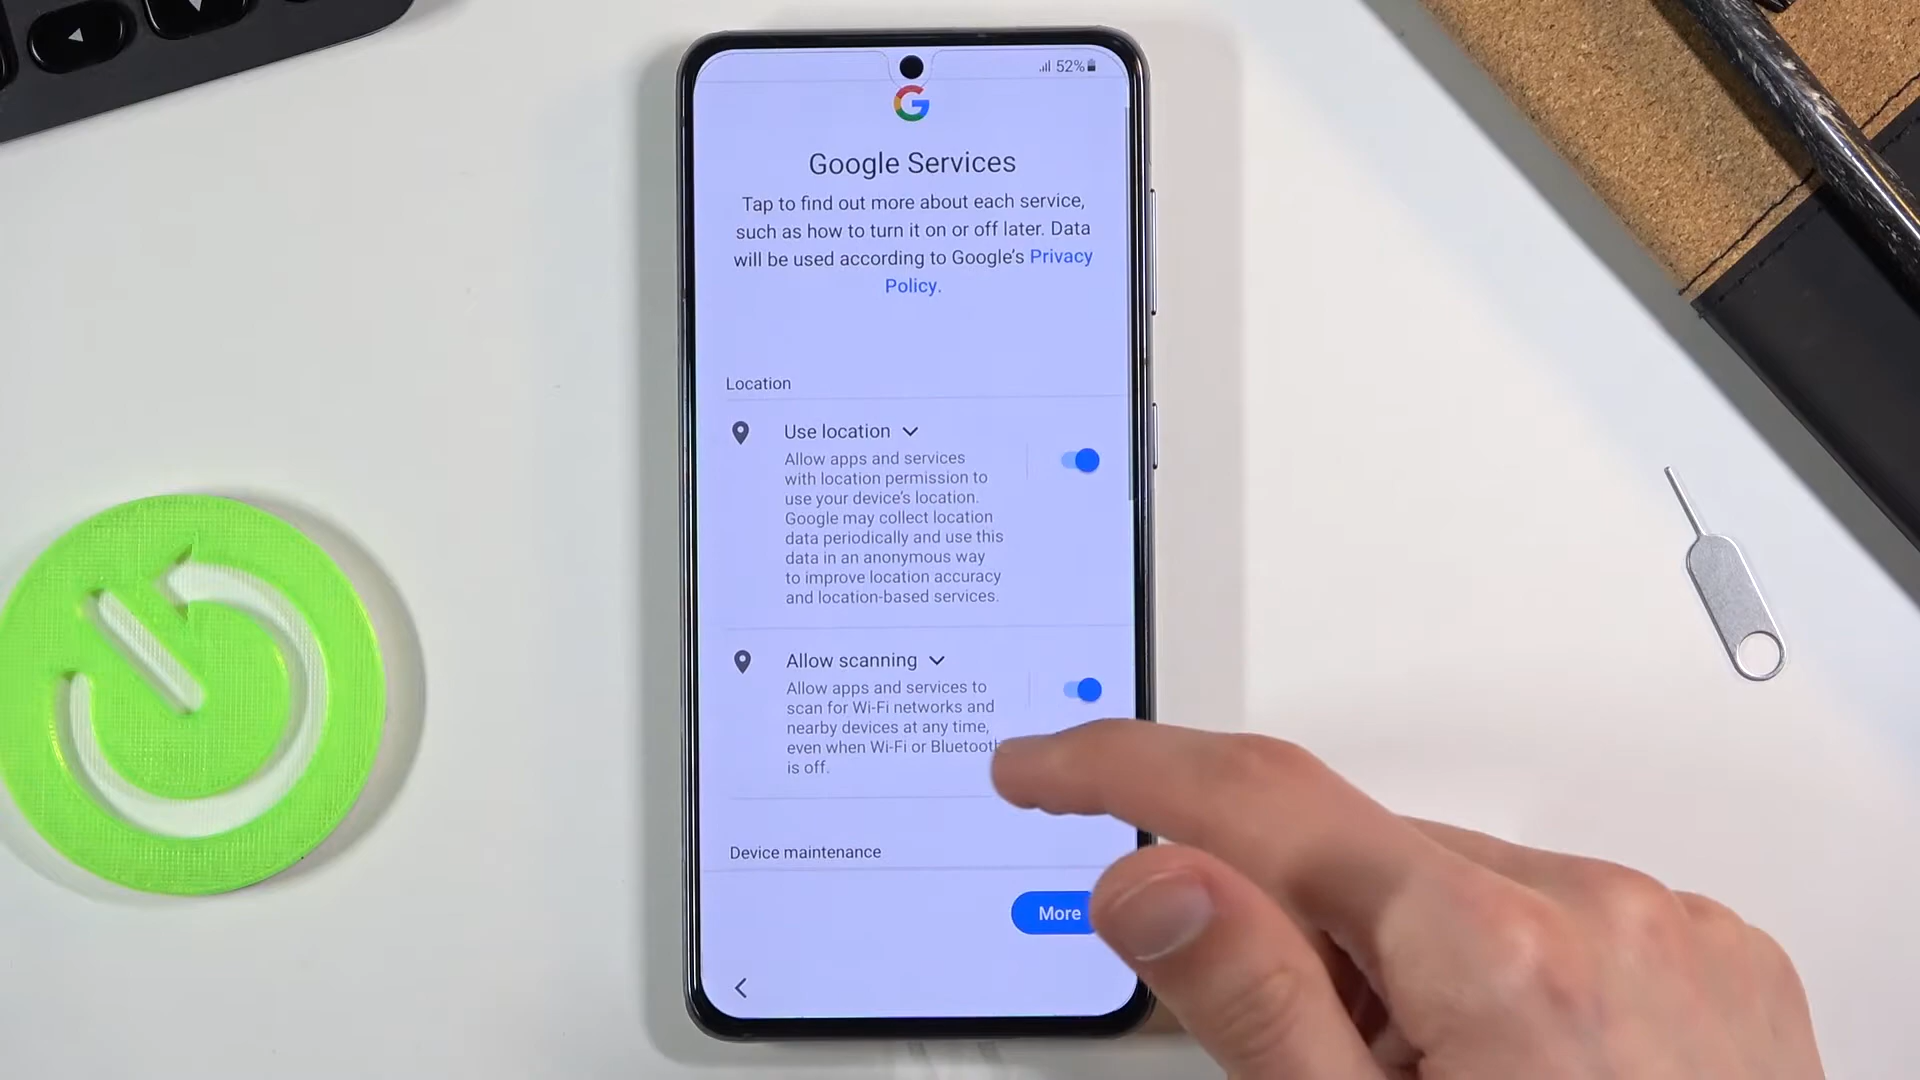 52%
Google Services
Tap to find out more about each service,
such as how to turn it on or off later. Data
will be used according to Google's Privacy
Policy.
Location
Use location
Allow apps and services
with location permission to
use your device's location.
Google may collect location
data periodically and use this
data in an anonymous way
to improve location accuracy
and location-based services.
Allow scanning
Allow apps and services to
scan for Wi-Fi networks and
nearby devices at any time,
even when Wi-Fi or Bluetooth
is off.
Device maintenance
More